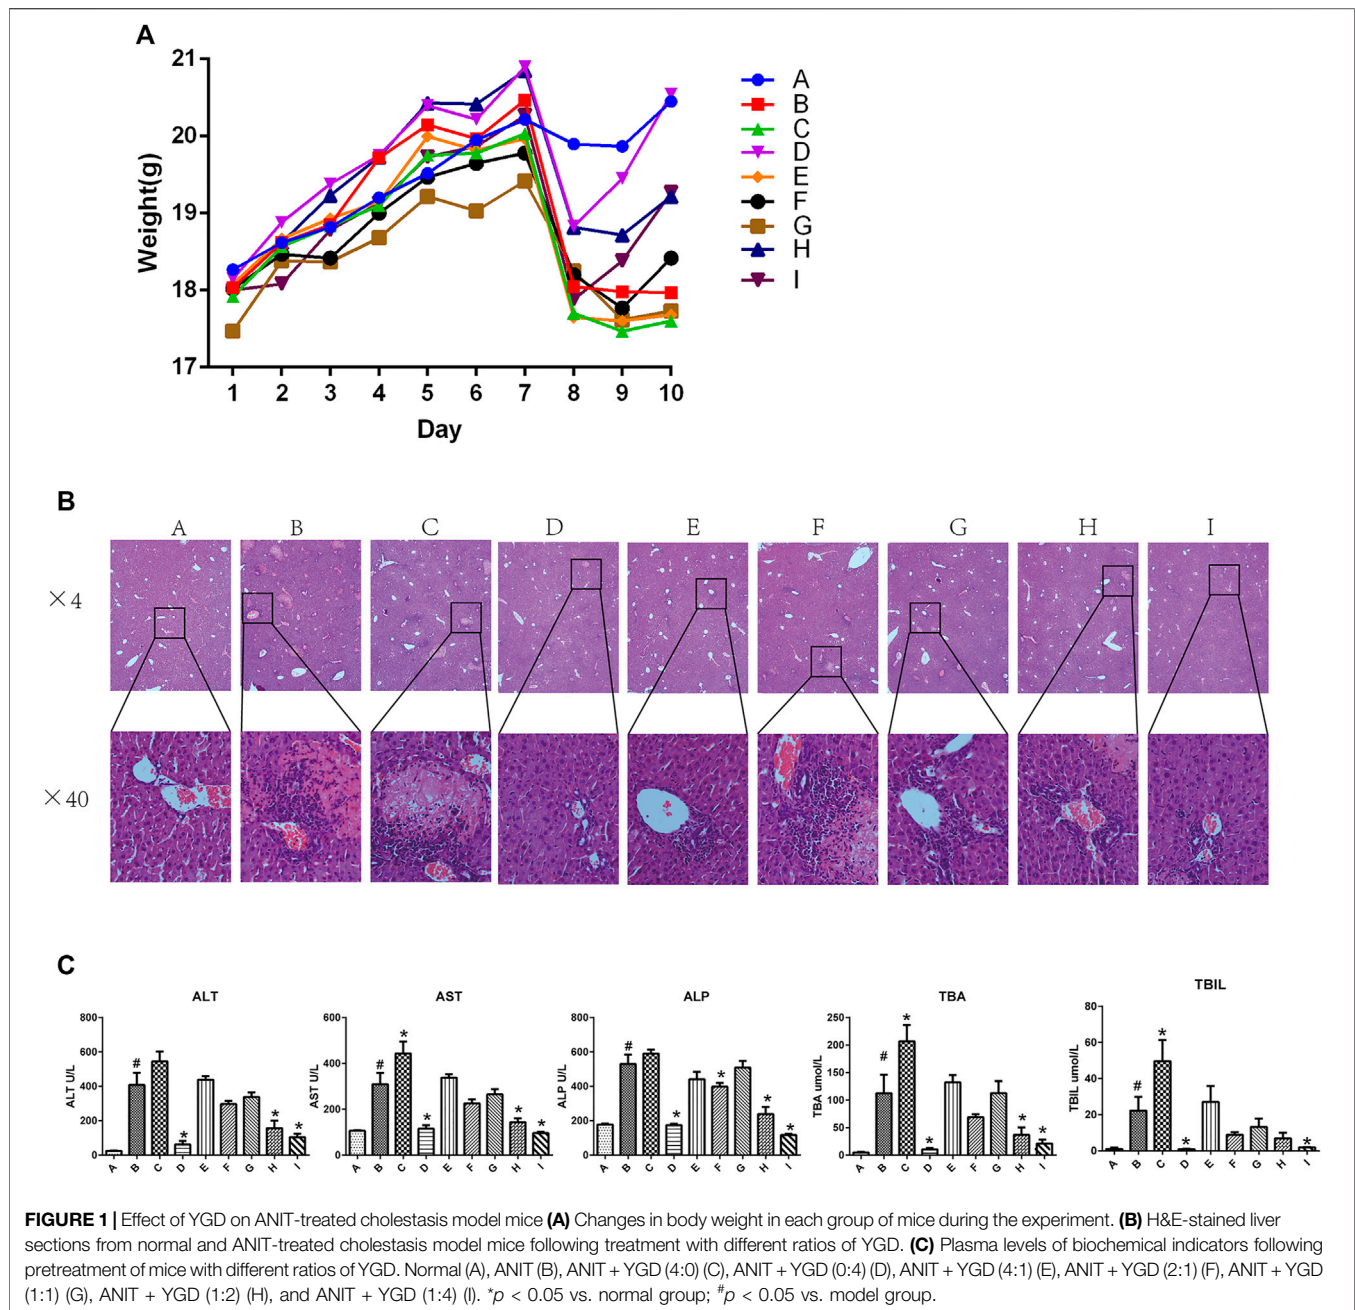 A
21
20
19
18
17
Weight(g)
1 2 3 4 5 6 7 8 9 10
Day
A
B
C
D
E
F
G
H
I
B
A B C D E F G H I
×4
×40
C
ALT
800
600
400
200
0
ALT U/L
# * * *
A B C D E F G H I
AST
600
400
200
0
AST U/L
# * * * *
A B C D E F G H I
ALP
800
600
400
200
0
ALP U/L
# * * * *
A B C D E F G H I
TBA
250
200
150
100
50
0
TBA umol/L
# * * * *
A B C D E F G H I
TBIL
80
60
40
20
0
TBIL umol/L
# * * *
A B C D E F G H I
FIGURE 1 | Effect of YGD on ANIT-treated cholestasis model mice (A) Changes in body weight in each group of mice during the experiment. (B) H&E-stained liver
sections from normal and ANIT-treated cholestasis model mice following treatment with different ratios of YGD. (C) Plasma levels of biochemical indicators following
pretreatment of mice with different ratios of YGD. Normal (A), ANIT (B), ANIT + YGD (4:0) (C), ANIT + YGD (0:4) (D), ANIT + YGD (4:1) (E), ANIT + YGD (2:1) (F), ANIT + YGD
(1:1) (G), ANIT + YGD (1:2) (H), and ANIT + YGD (1:4) (I). *p < 0.05 vs. normal group; #p < 0.05 vs. model group.